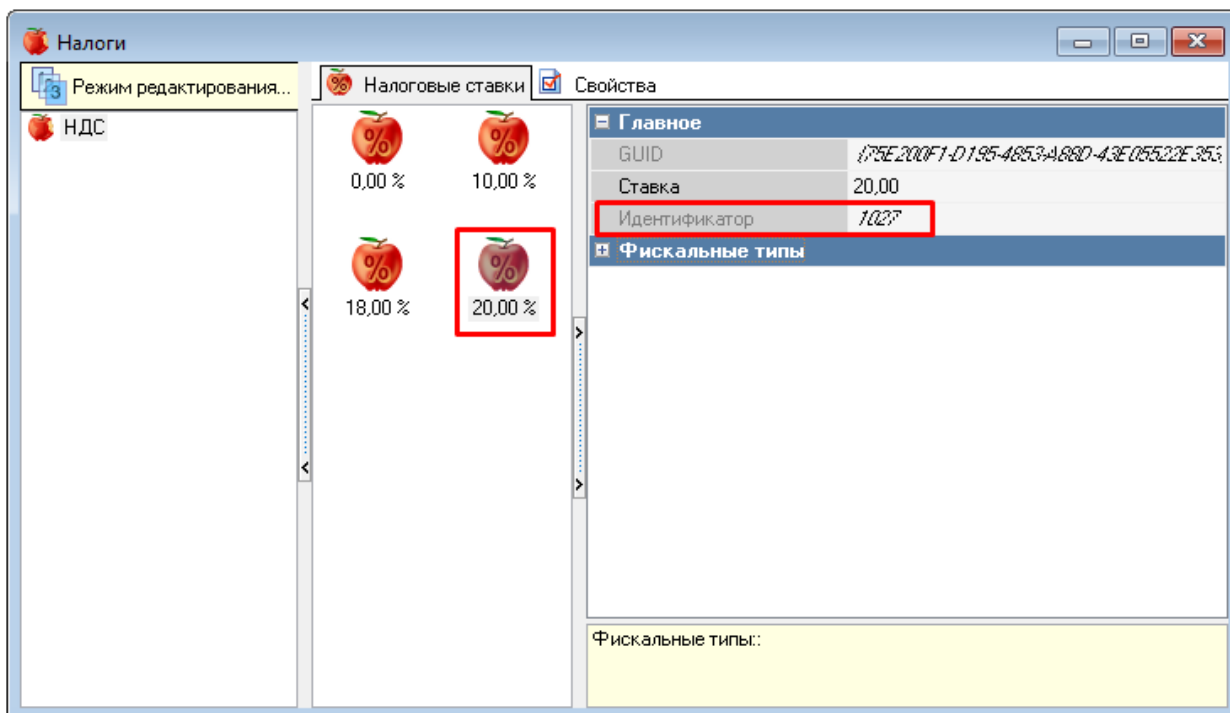 Налоги
Режим редактирования...
Налоговые ставки
Свойства
НДС
0,00 %
10,00 %
18,00 %
20,00 %
Главное
GUID {75E200F1-D195-4853-A88D-43E05522E353
Ставка 20,00
Идентификатор 1027
Фискальные типы
Фискальные типы::